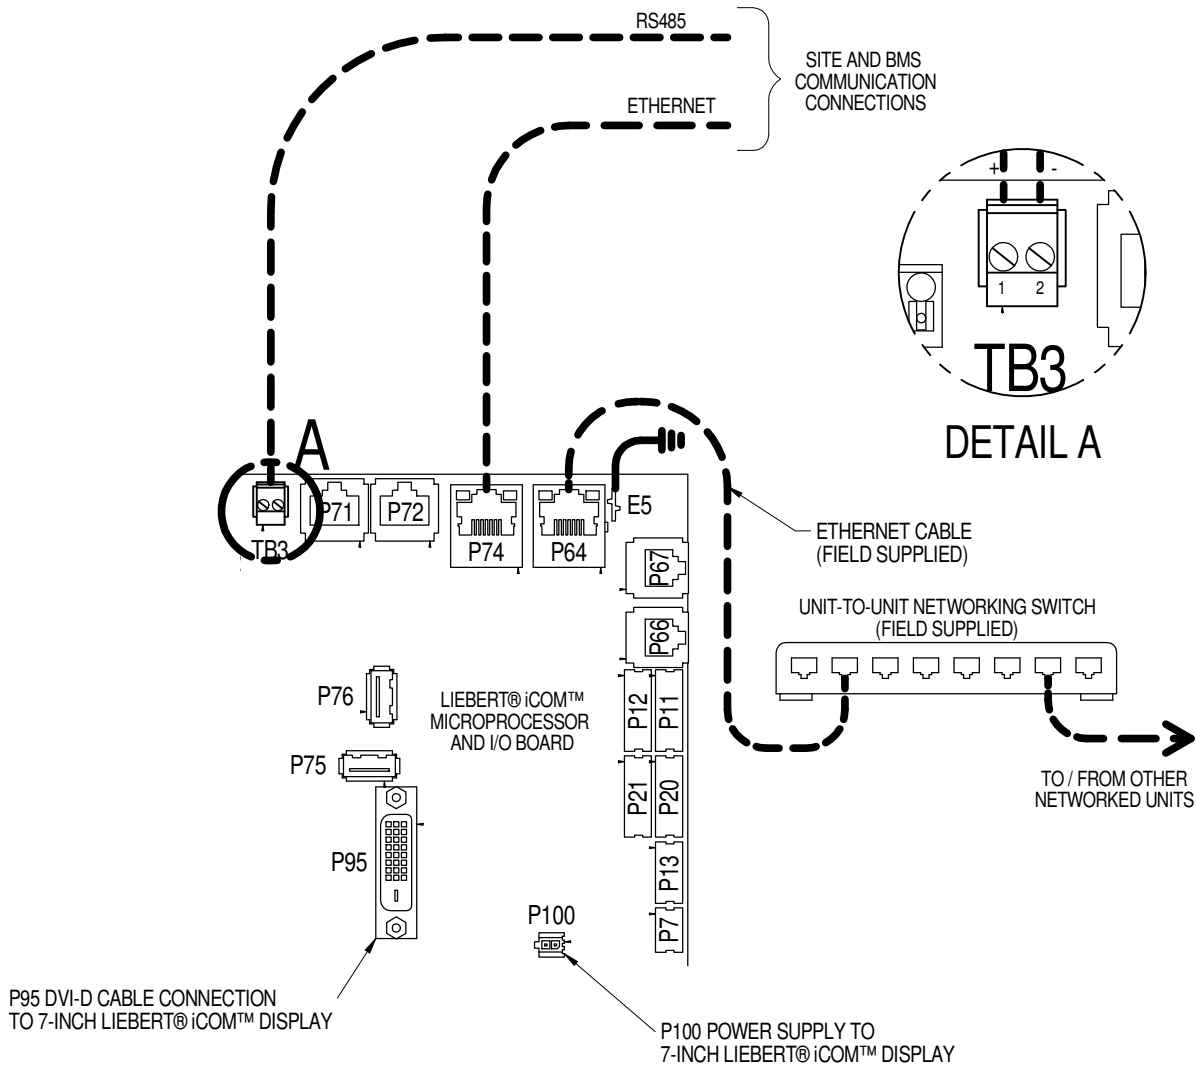 RS485
SITE AND BMS
COMMUNICATION
CONNECTIONS
ETHERNET
+ -
1 2
TB3
DETAIL A
A
TB3
P71
P72
P74
P64
E5
ETHERNET CABLE
(FIELD SUPPLIED)
P67
P66
UNIT-TO-UNIT NETWORKING SWITCH
(FIELD SUPPLIED)
P76
LIEBERT® iCOM™
MICROPROCESSOR
AND I/O BOARD
P12
P11
P75
P21
P20
TO / FROM OTHER
NETWORKED UNITS
P95
P13
P7
P100
P95 DVI-D CABLE CONNECTION
TO 7-INCH LIEBERT® iCOM™ DISPLAY
P100 POWER SUPPLY TO
7-INCH LIEBERT® iCOM™ DISPLAY